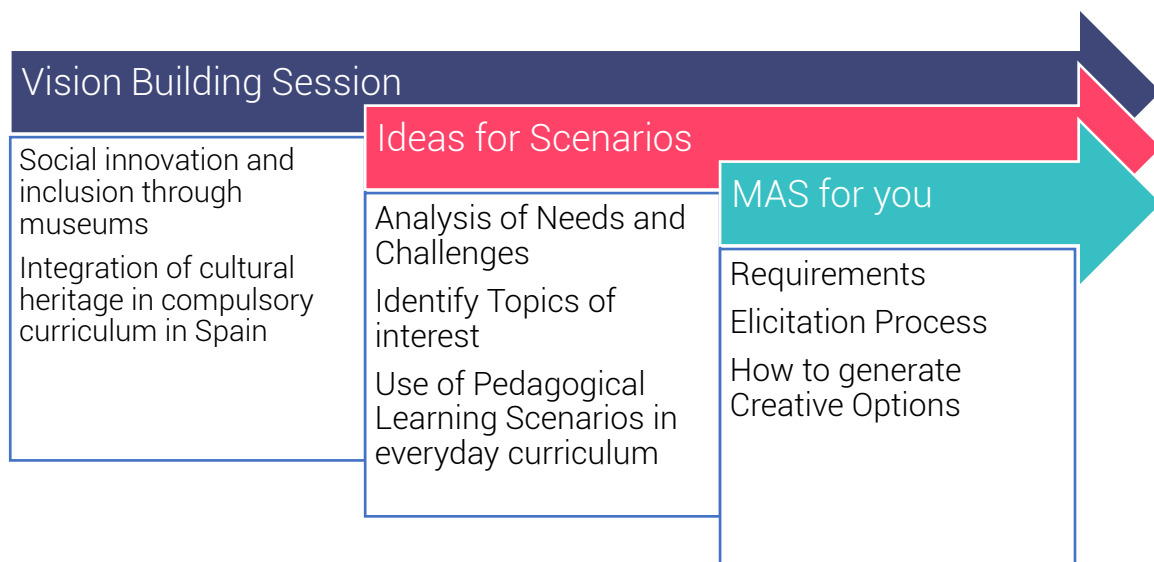 Vision Building Session
Social innovation and
inclusion through
museums
Integration of cultural
heritage in compulsory
curriculum in Spain
Ideas for Scenarios
Analysis of Needs and
Challenges
Identify Topics of
interest
Use of Pedagogical
Learning Scenarios in
everyday curriculum
MAS for you
Requirements
Elicitation Process
How to generate
Creative Options